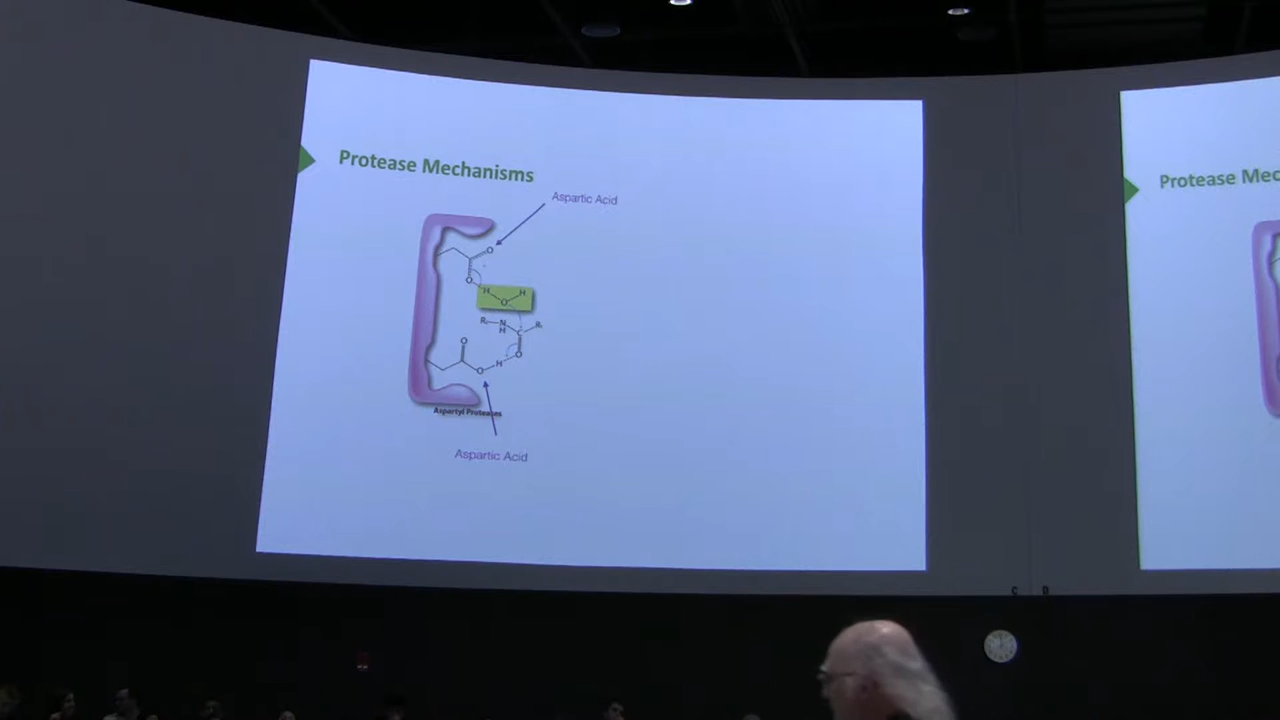 Protease Mechanisms
Aspartic Acid
O
O
H
H
O
R
N
H
C
R
O
O
H
O
Aspartyl Proteases
Aspartic Acid
C D
Protease Mec